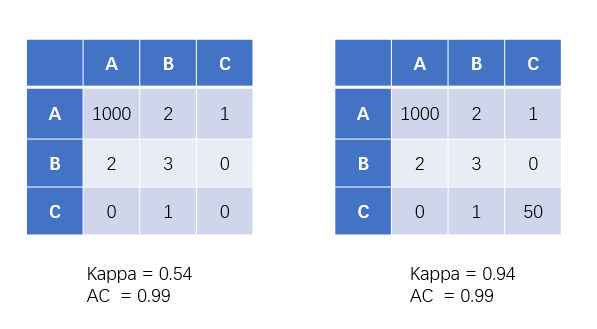 A B C
A 1000 2 1
B 2 3 0
C 0 1 0
Kappa = 0.54
AC = 0.99
A B C
A 1000 2 1
B 2 3 0
C 0 1 50
Kappa = 0.94
AC = 0.99